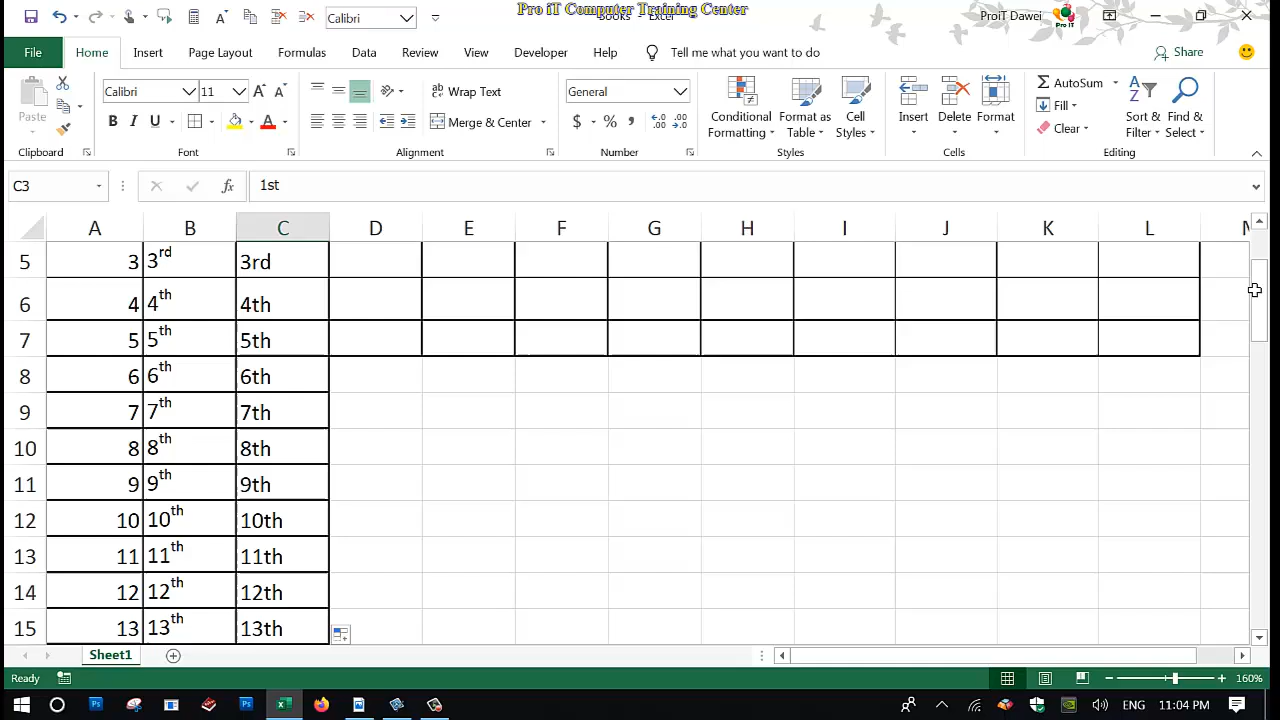 Pro iT Computer Training Center
Calibri
Excel
ProIT Dawei
Pro IT
File Home Insert Page Layout Formulas Data Review View Developer Help Tell me what you want to do Share
Paste
Calibri 11
B I U
Wrap Text
Merge & Center
General
$ % ,
Conditional Formatting
Format as Table
Cell Styles
Insert Delete Format
AutoSum
Fill
Clear
Sort & Filter
Find & Select
Clipboard Font Alignment Number Styles Cells Editing
C3 fx 1st
A B C D E F G H I J K L M
5 3 3rd 3rd
6 4 4th 4th
7 5 5th 5th
8 6 6th 6th
9 7 7th 7th
10 8 8th 8th
11 9 9th 9th
12 10 10th 10th
13 11 11th 11th
14 12 12th 12th
15 13 13th 13th
Sheet1
Ready 160%
ENG 11:04 PM